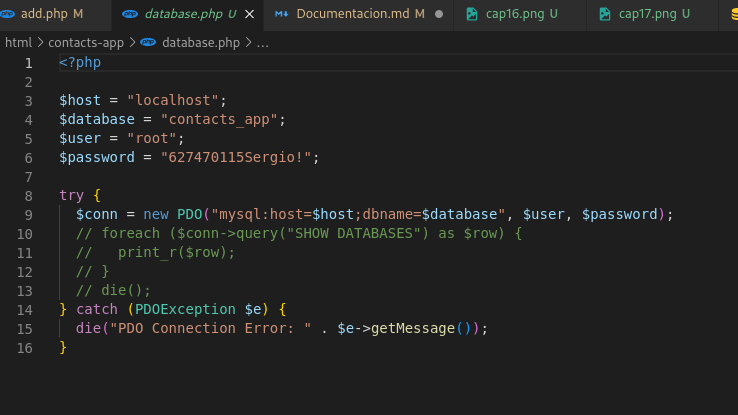 add.php M
database.php U
Documentacion.md M
cap16.png U
cap17.png U
html > contacts-app > database.php > ...
1 <?php
2
3 $host = "localhost";
4 $database = "contacts_app";
5 $user = "root";
6 $password = "627470115Sergio!";
7
8 try {
9 $conn = new PDO("mysql:host=$host;dbname=$database", $user, $password);
10 // foreach ($conn->query("SHOW DATABASES") as $row) {
11 //   print_r($row);
12 // }
13 // die();
14 } catch (PDOException $e) {
15 die("PDO Connection Error: " . $e->getMessage());
16 }